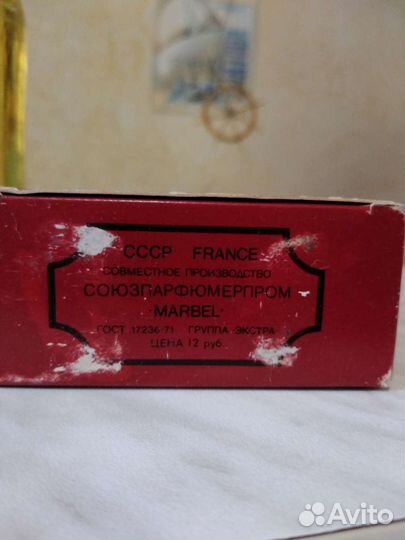 СССР FRANCE
СОВМЕСТНОЕ ПРОИЗВОДСТВО
СОЮЗПАРФЮМЕРПРОМ
·MARBEL·
ГОСТ 17236-71 ГРУППА ЭКСТРА
ЦЕНА 12 руб.
Avito